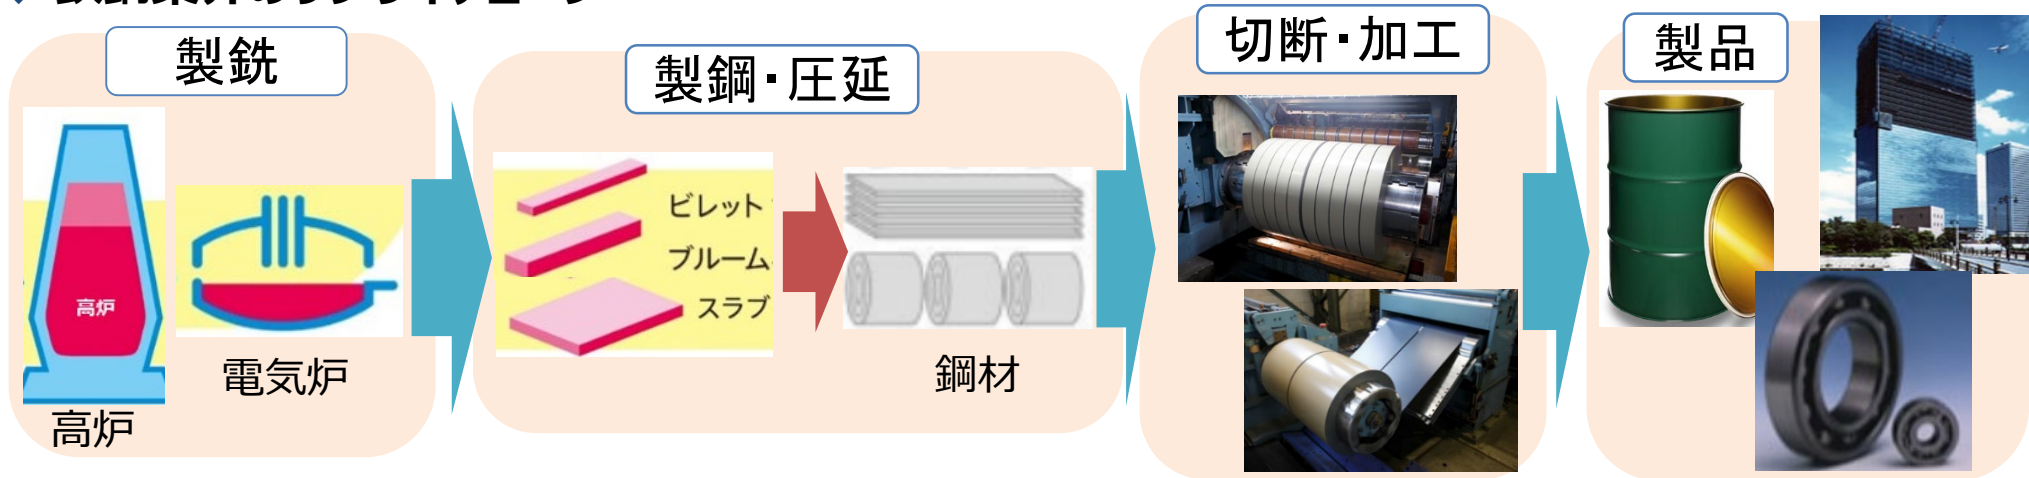 製銑
高炉
電気炉
高炉
製鋼・圧延
ビレット
ブルーム
スラブ
鋼材
切断・加工
製品